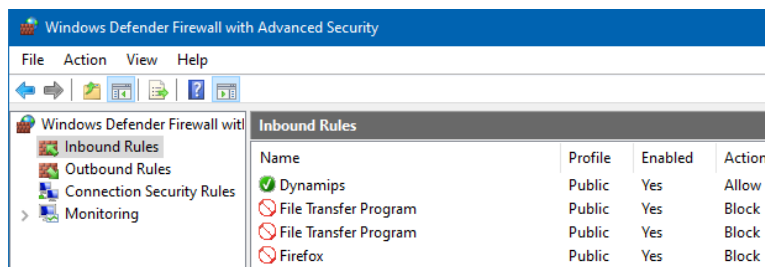 Windows Defender Firewall with Advanced Security
File Action View Help
Windows Defender Firewall witl
Inbound Rules
Outbound Rules
Connection Security Rules
Monitoring
Inbound Rules
Name Profile Enabled Action
Dynamips Public Yes Allow
File Transfer Program Public Yes Block
File Transfer Program Public Yes Block
Firefox Public Yes Block